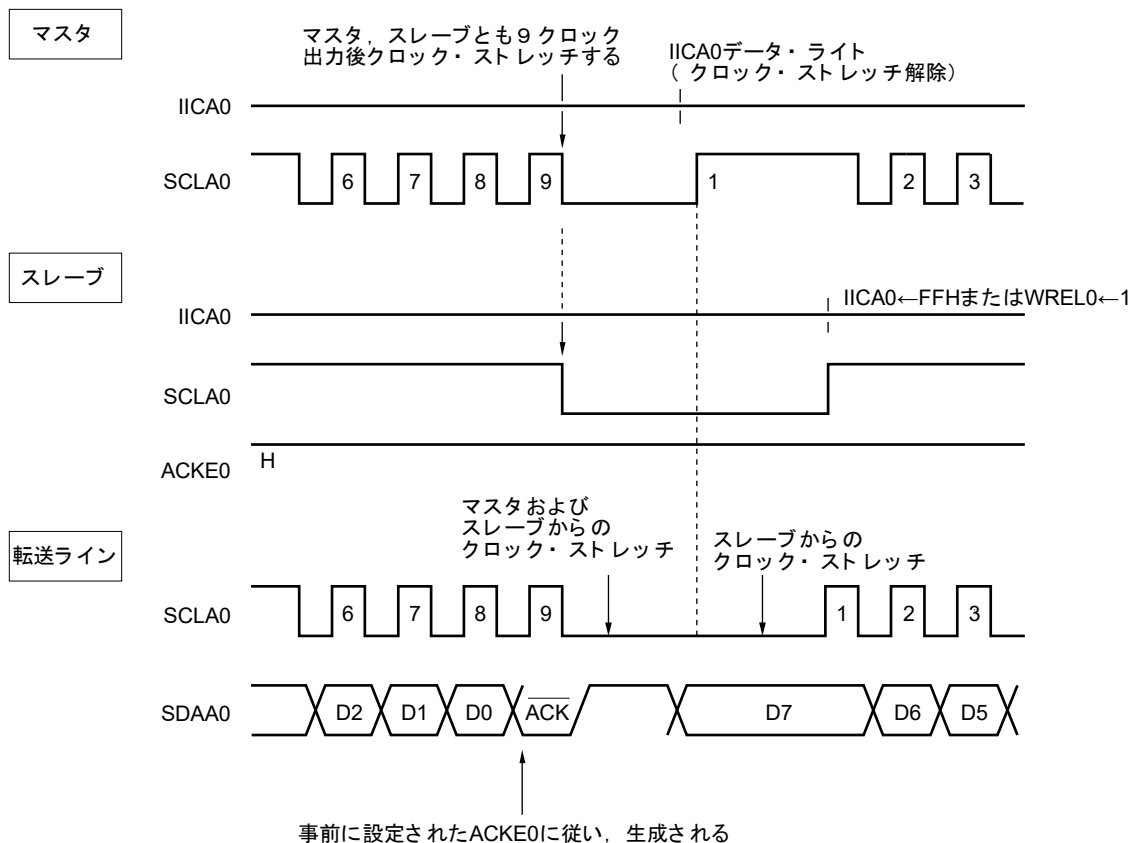 マスタ
マスタ，スレーブとも９クロック
出力後クロック・ストレッチする
IICA0データ・ライト
（クロック・ストレッチ解除）
IICA0
SCLA0
6 7 8 9 1 2 3
スレーブ
IICA0←FFHまたはWREL0←1
IICA0
SCLA0
ACKE0
H
転送ライン
マスタおよび
スレーブからの
クロック・ストレッチ
スレーブからの
クロック・ストレッチ
SCLA0
6 7 8 9 1 2 3
SDAA0
D2 D1 D0 ACK D7 D6 D5
事前に設定されたACKE0に従い，生成される